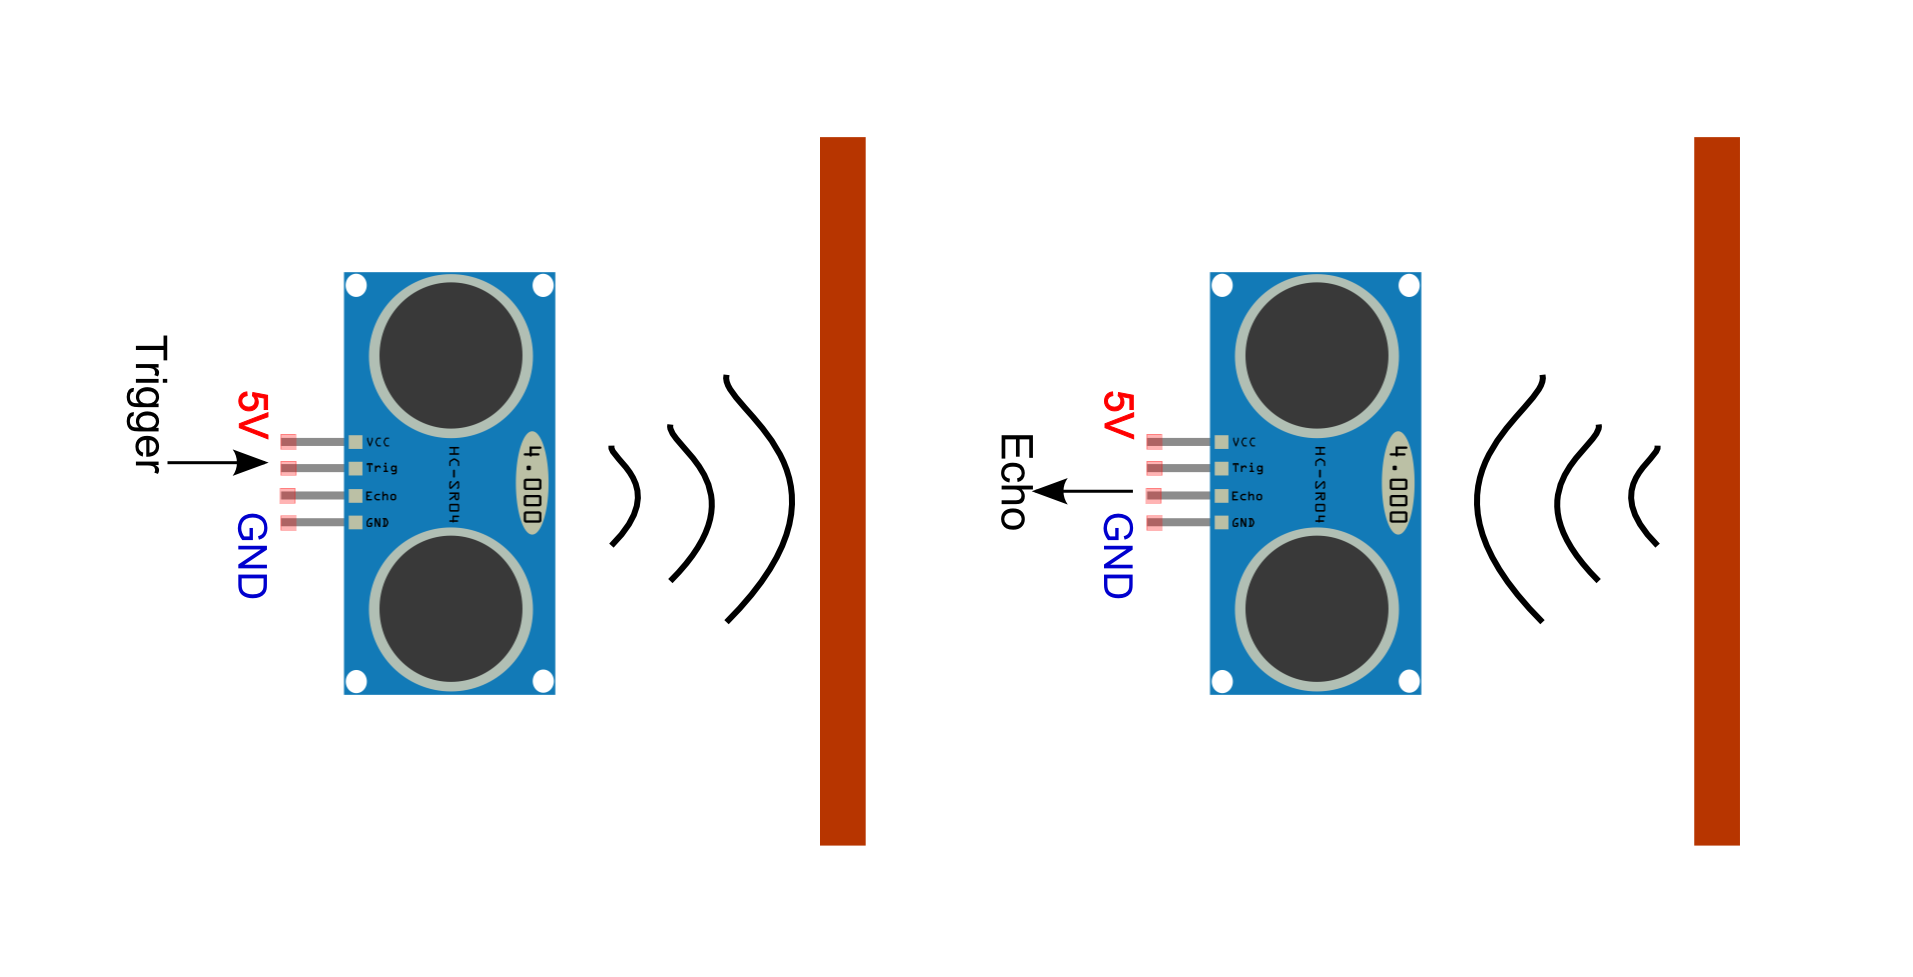 Trigger
5V
GND
VCC
Trig
Echo
GND
HC-SR04
4.000
Echo
5V
GND
VCC
Trig
Echo
GND
HC-SR04
4.000